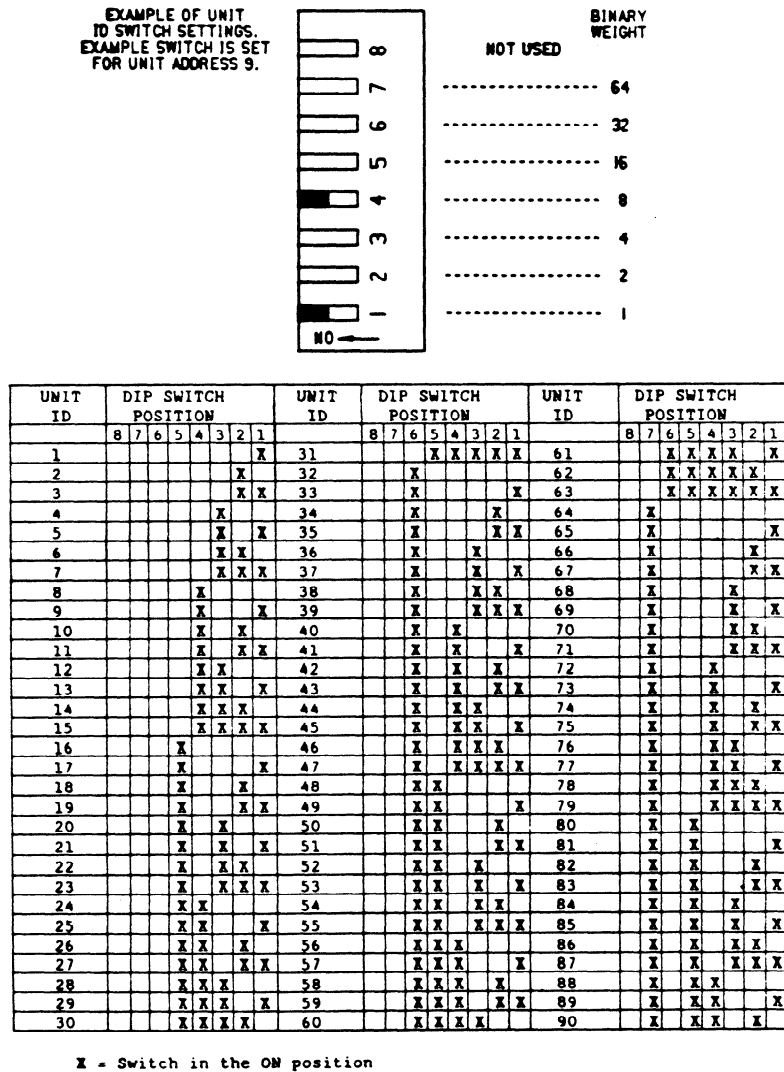 EXAMPLE OF UNIT
ID SWITCH SETTINGS.
EXAMPLE SWITCH IS SET
FOR UNIT ADDRESS 9.
BINARY
WEIGHT
8 NOT USED
7 64
6 32
5 16
4 8
3 4
2 2
1 1
NO
UNIT DIP SWITCH UNIT DIP SWITCH UNIT DIP SWITCH
ID POSITION ID POSITION ID POSITION
8 7 6 5 4 3 2 1 8 7 6 5 4 3 2 1 8 7 6 5 4 3 2 1
1 X 31 X X X X X 61 X X X X X
2 X 32 X 62 X X X X X
3 X X 33 X X 63 X X X X X X
4 X 34 X X 64 X
5 X X 35 X X X 65 X X
6 X X 36 X X 66 X X
7 X X X 37 X X X 67 X X X
8 X 38 X X X 68 X X
9 X X 39 X X X X 69 X X X
10 X X 40 X X 70 X X X
11 X X X 41 X X X 71 X X X X
12 X X 42 X X X 72 X X
13 X X X 43 X X X X 73 X X X
14 X X X 44 X X X 74 X X X
15 X X X X 45 X X X X 75 X X X X
16 X 46 X X X X 76 X X X
17 X X 47 X X X X X 77 X X X X
18 X X 48 X X 78 X X X X
19 X X X 49 X X X 79 X X X X X
20 X X 50 X X X 80 X X
21 X X X 51 X X X X 81 X X X
22 X X X 52 X X X 82 X X X
23 X X X X 53 X X X X 83 X X X X
24 X X 54 X X X X 84 X X X
25 X X X 55 X X X X X 85 X X X X
26 X X X 56 X X X 86 X X X X
27 X X X X 57 X X X X 87 X X X X X
28 X X X 58 X X X X 88 X X X
29 X X X X 59 X X X X X 89 X X X X
30 X X X X 60 X X X X 90 X X X X
X = Switch in the ON position